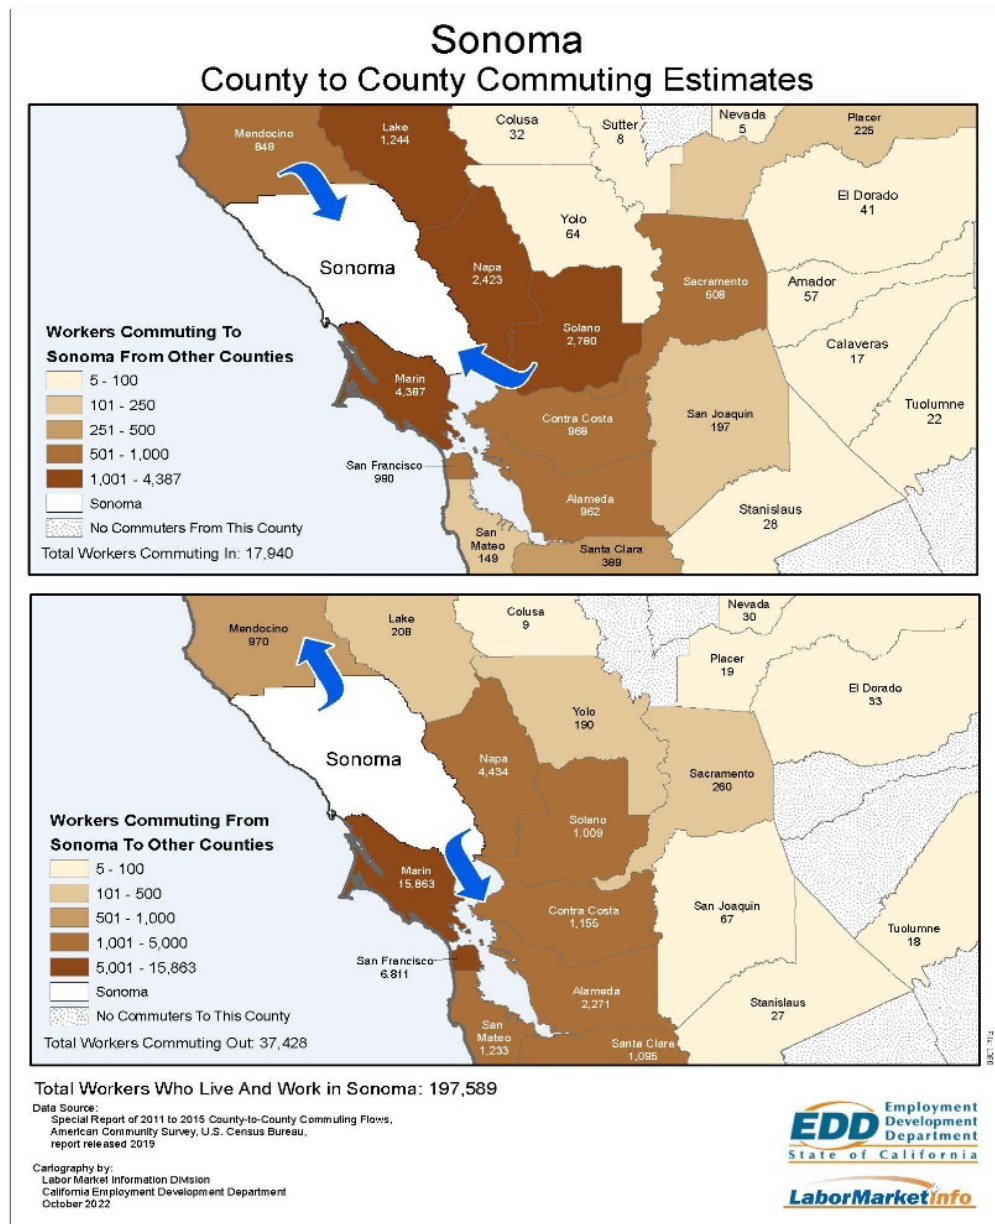 Sonoma
County to County Commuting Estimates
Mendocino
848
Lake
1,244
Colusa
32
Sutter
8
Nevada
5
Placer
225
El Dorado
41
Yolo
64
Sonoma
Napa
2,423
Sacramento
608
Amador
57
Solano
2,780
Calaveras
17
Workers Commuting To
Sonoma From Other Counties
5 - 100
101 - 250
251 - 500
501 - 1,000
1,001 - 4,387
Sonoma
No Commuters From This County
Total Workers Commuting In: 17,940
Marin
4,387
Contra Costa
968
San Joaquin
197
Tuolumne
22
San Francisco
990
Alameda
962
Stanislaus
28
San
Mateo
149
Santa Clara
389
Mendocino
970
Lake
208
Colusa
9
Nevada
30
Placer
19
El Dorado
33
Yolo
190
Sonoma
Napa
4,434
Sacramento
260
Solano
1,009
Workers Commuting From
Sonoma To Other Counties
5 - 100
101 - 500
501 - 1,000
1,001 - 5,000
5,001 - 15,863
Sonoma
No Commuters To This County
Total Workers Commuting Out: 37,428
Marin
15,863
Contra Costa
1,155
San Joaquin
67
Tuolumne
18
San Francisco
6,811
Alameda
2,271
Stanislaus
27
San
Mateo
1,233
Santa Clara
1,095
Total Workers Who Live And Work in Sonoma: 197,589
Data Source:
Special Report of 2011 to 2015 County-to-County Commuting Flows,
American Community Survey, U.S. Census Bureau,
report released 2019
Cartography by:
Labor Market Information Division
California Employment Development Department
October 2022
EDD Employment
Development
Department
State of California
LaborMarketInfo